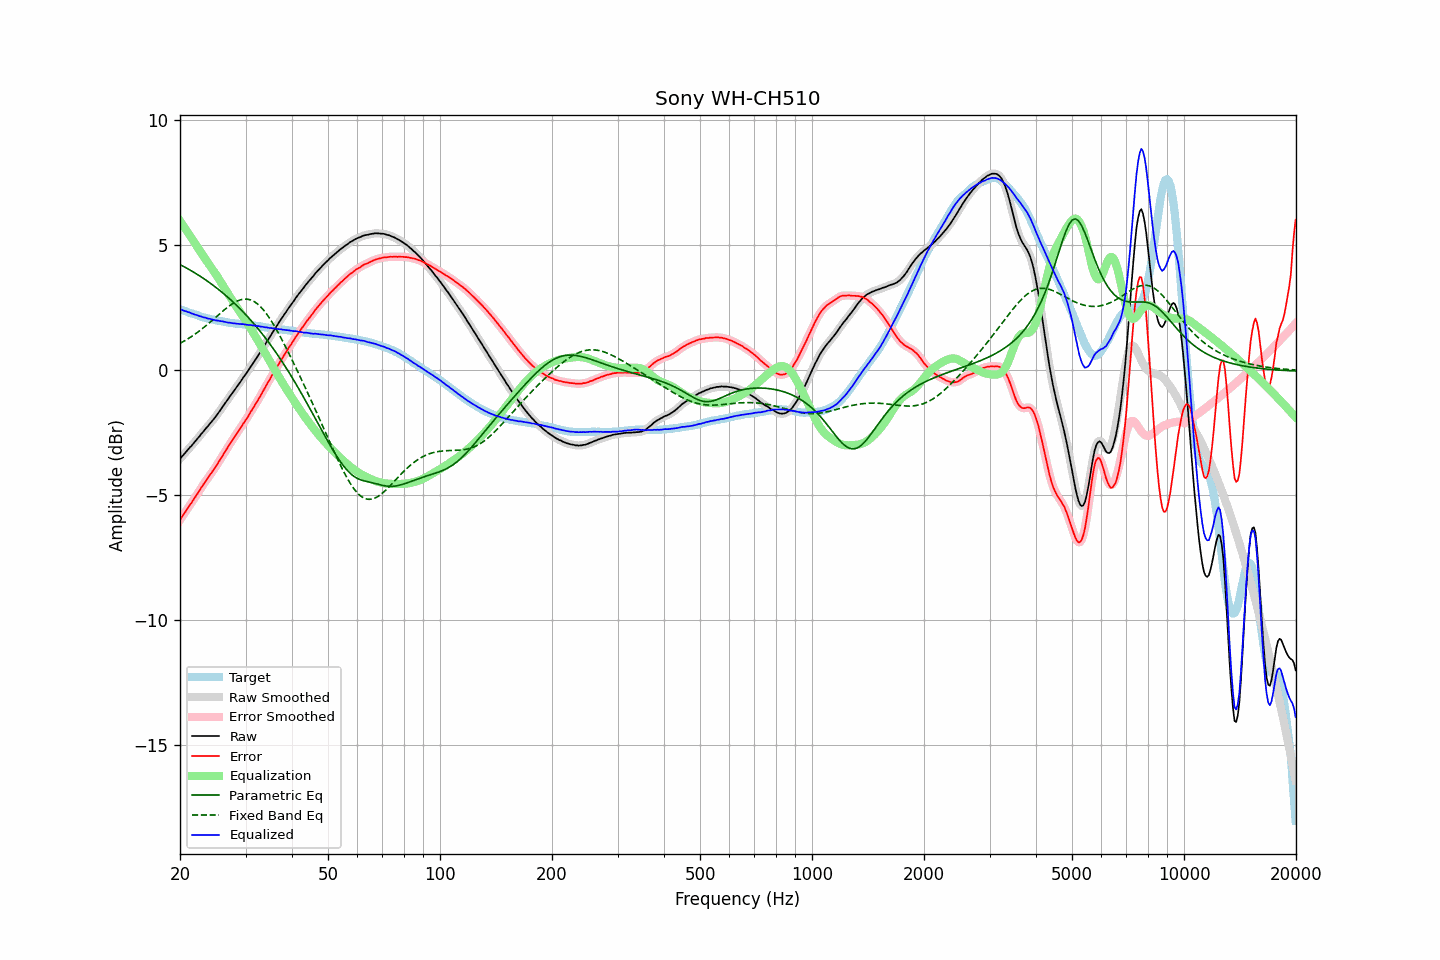 Sony WH-CH510
Amplitude (dBr)
10
5
0
−5
−10
−15
Target
Raw Smoothed
Error Smoothed
Raw
Error
Equalization
Parametric Eq
Fixed Band Eq
Equalized
20 50 100 200 500 1000 2000 5000 10000 20000
Frequency (Hz)